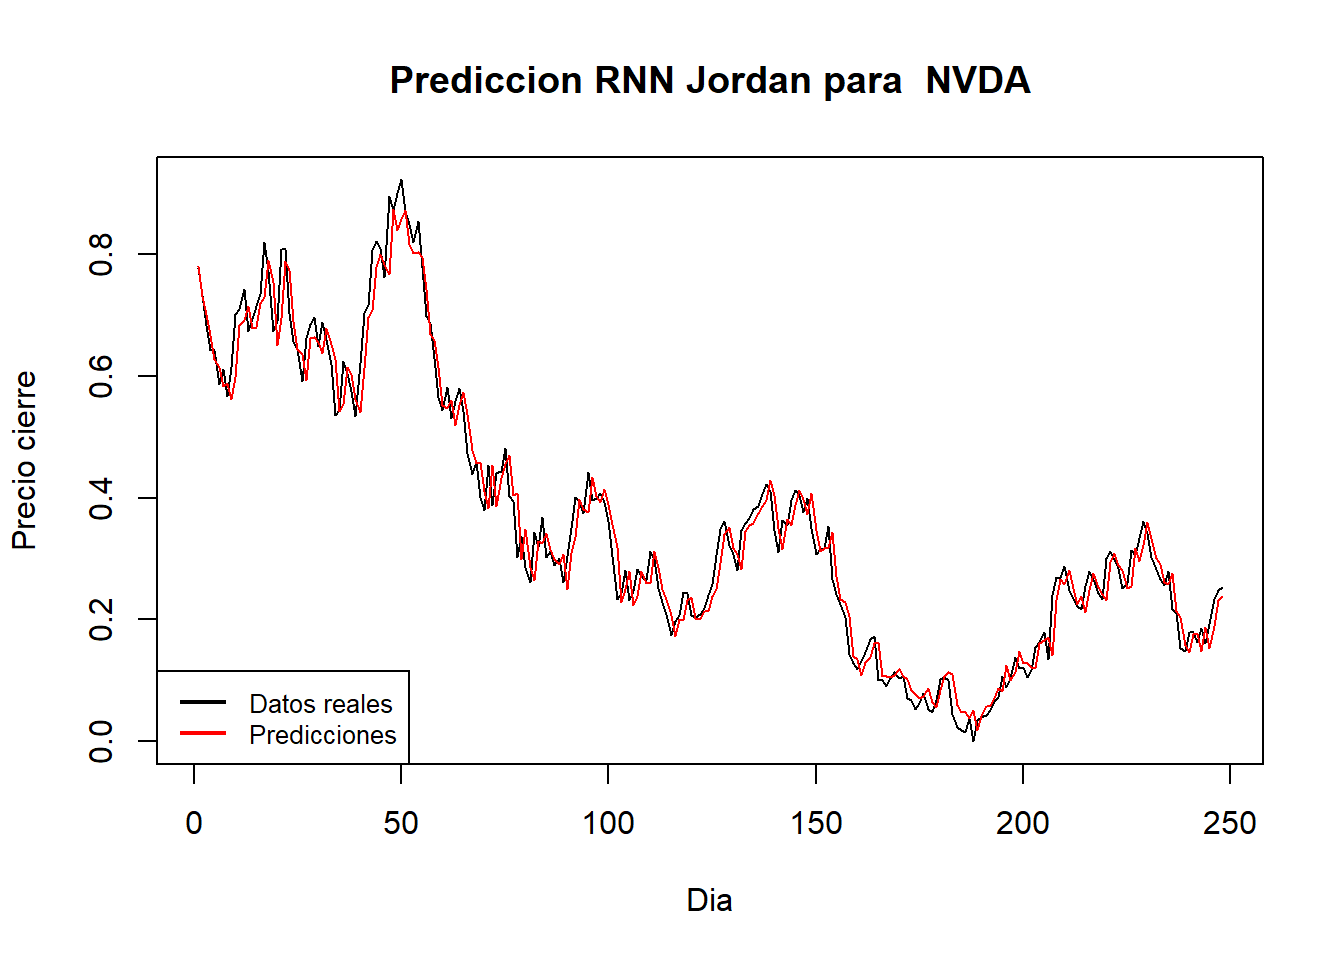 Prediccion RNN Jordan para  NVDA
Precio cierre
0.8
0.6
0.4
0.2
0.0
Datos reales
Predicciones
0 50 100 150 200 250
Dia